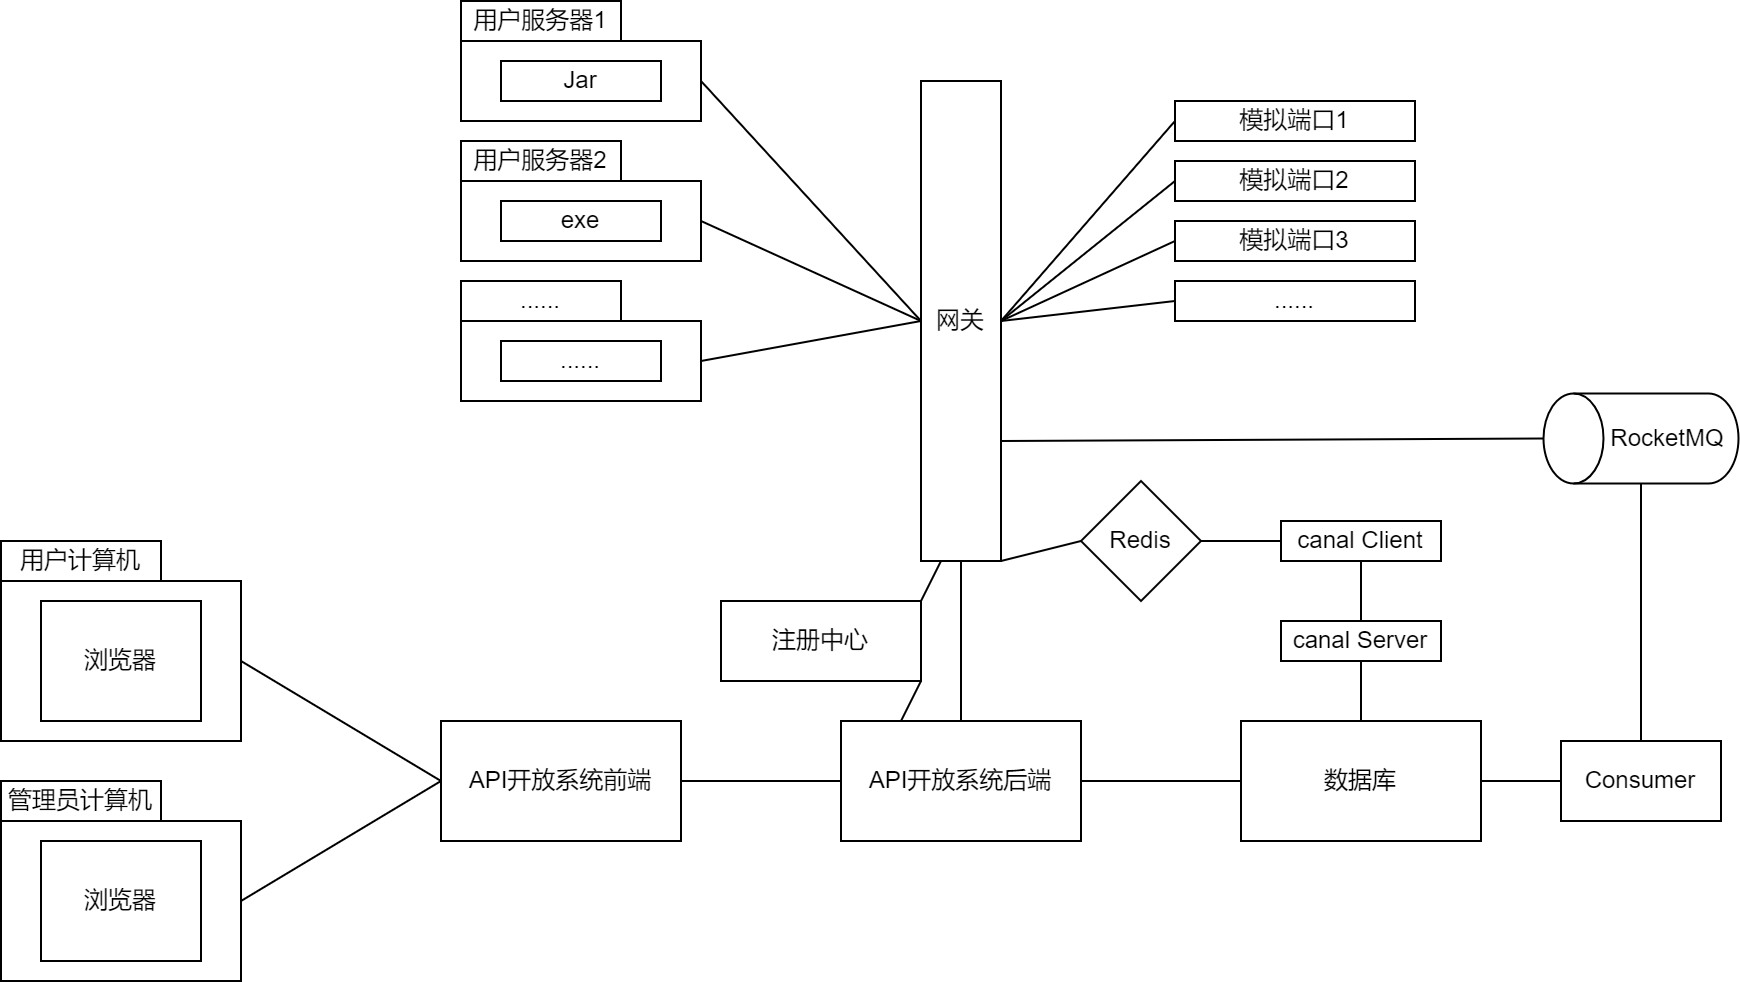 用户服务器1
Jar
用户服务器2
exe
......
......
网关
模拟端口1
模拟端口2
模拟端口3
......
RocketMQ
Redis
canal Client
canal Server
注册中心
用户计算机
浏览器
管理员计算机
浏览器
API开放系统前端
API开放系统后端
数据库
Consumer